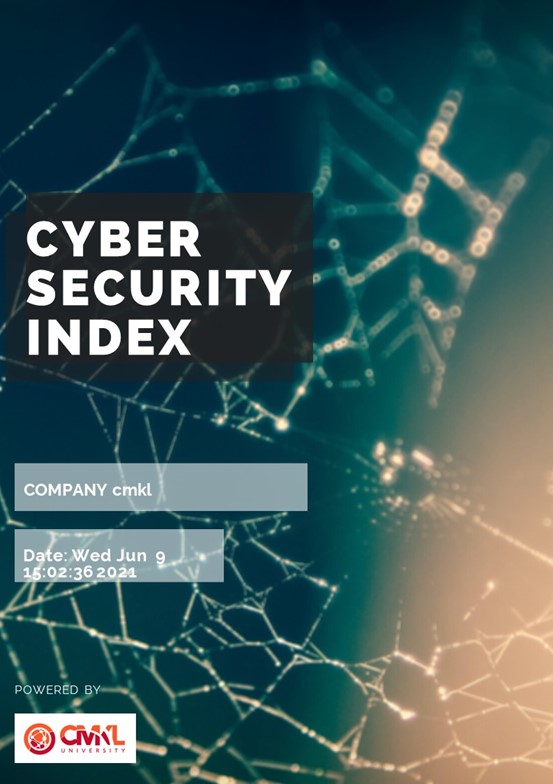 CYBER
SECURITY
INDEX
COMPANY cmkl
Date: Wed Jun 9
15:02:36 2021
POWERED BY
CMKL
UNIVERSITY